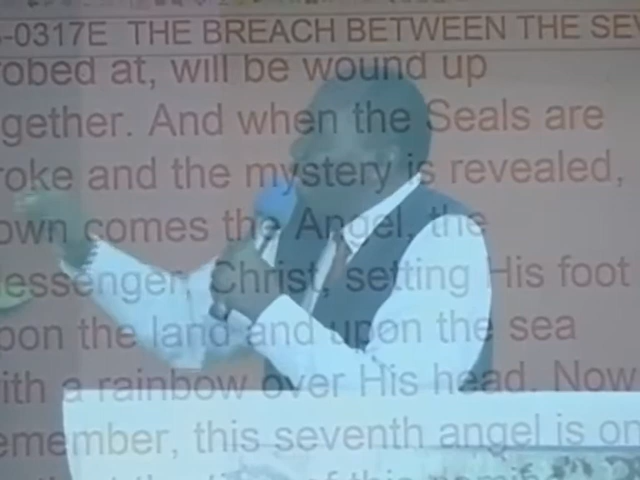 -0317E THE BREACH BETWEEN THE SEV
robed at, will be wound up
gether. And when the Seals are
roke and the mystery is revealed,
own comes the Angel, the
essenger, Christ, setting His foot
pon the land and upon the sea
ith a rainbow over His head. Now
emember, this seventh angel is on